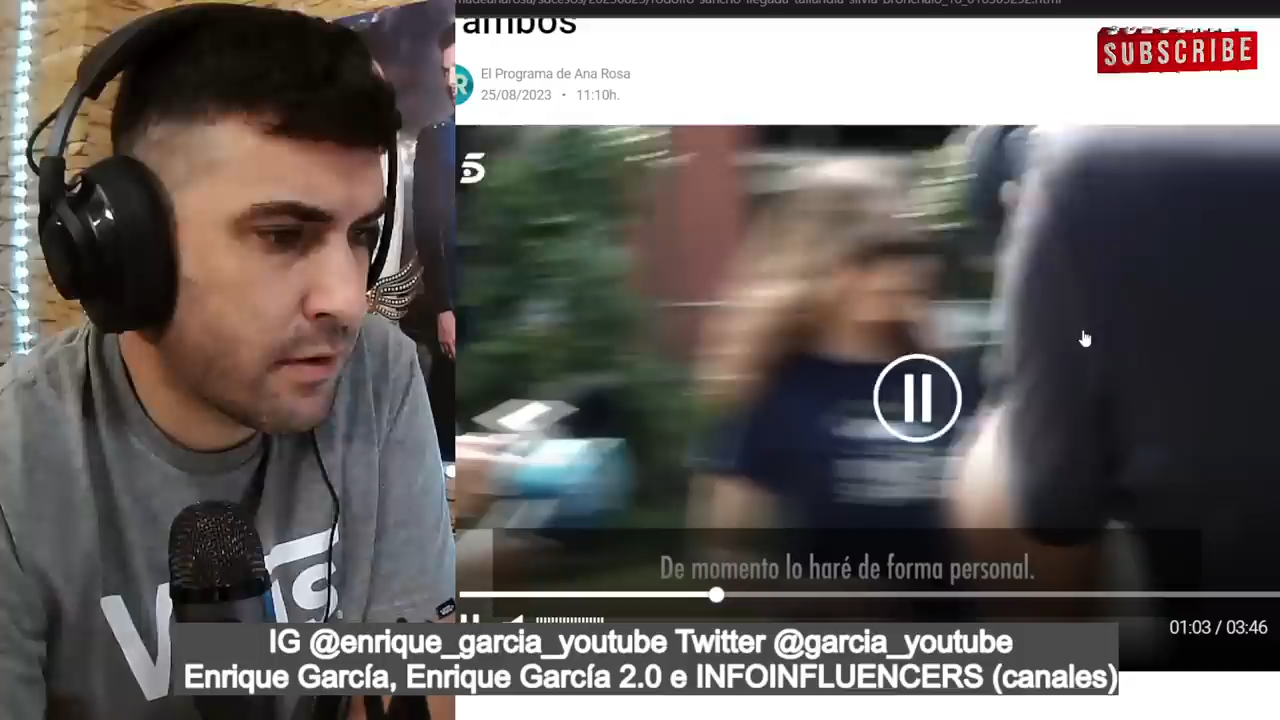 ambos
SUBSCRIBE
El Programa de Ana Rosa
25/08/2023 · 11:10h.
5
De momento lo haré de forma personal.
01:03 / 03:46
IG @enrique_garcia_youtube Twitter @garcia_youtube
Enrique García, Enrique García 2.0 e INFOINFLUENCERS (canales)